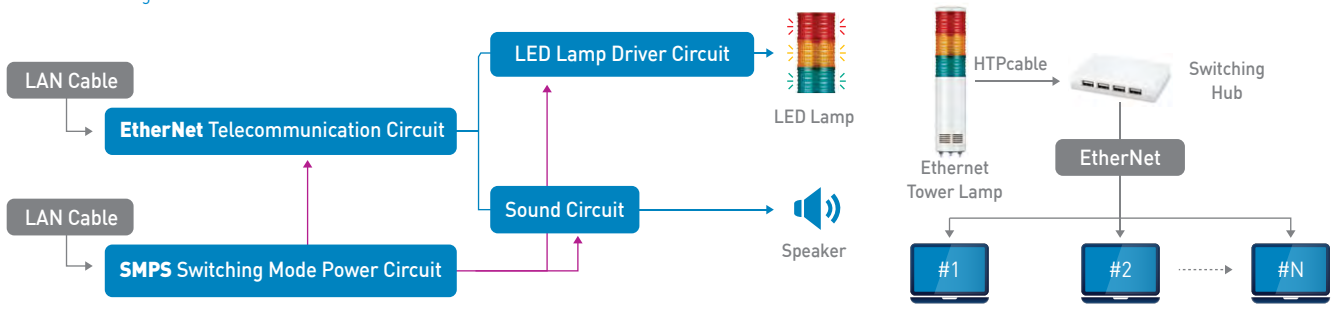 LAN Cable
EtherNet Telecommunication Circuit
LAN Cable
SMPS Switching Mode Power Circuit
LED Lamp Driver Circuit
Sound Circuit
LED Lamp
Speaker
HTPcable
Switching
Hub
Ethernet
Tower Lamp
EtherNet
#1
#2
#N